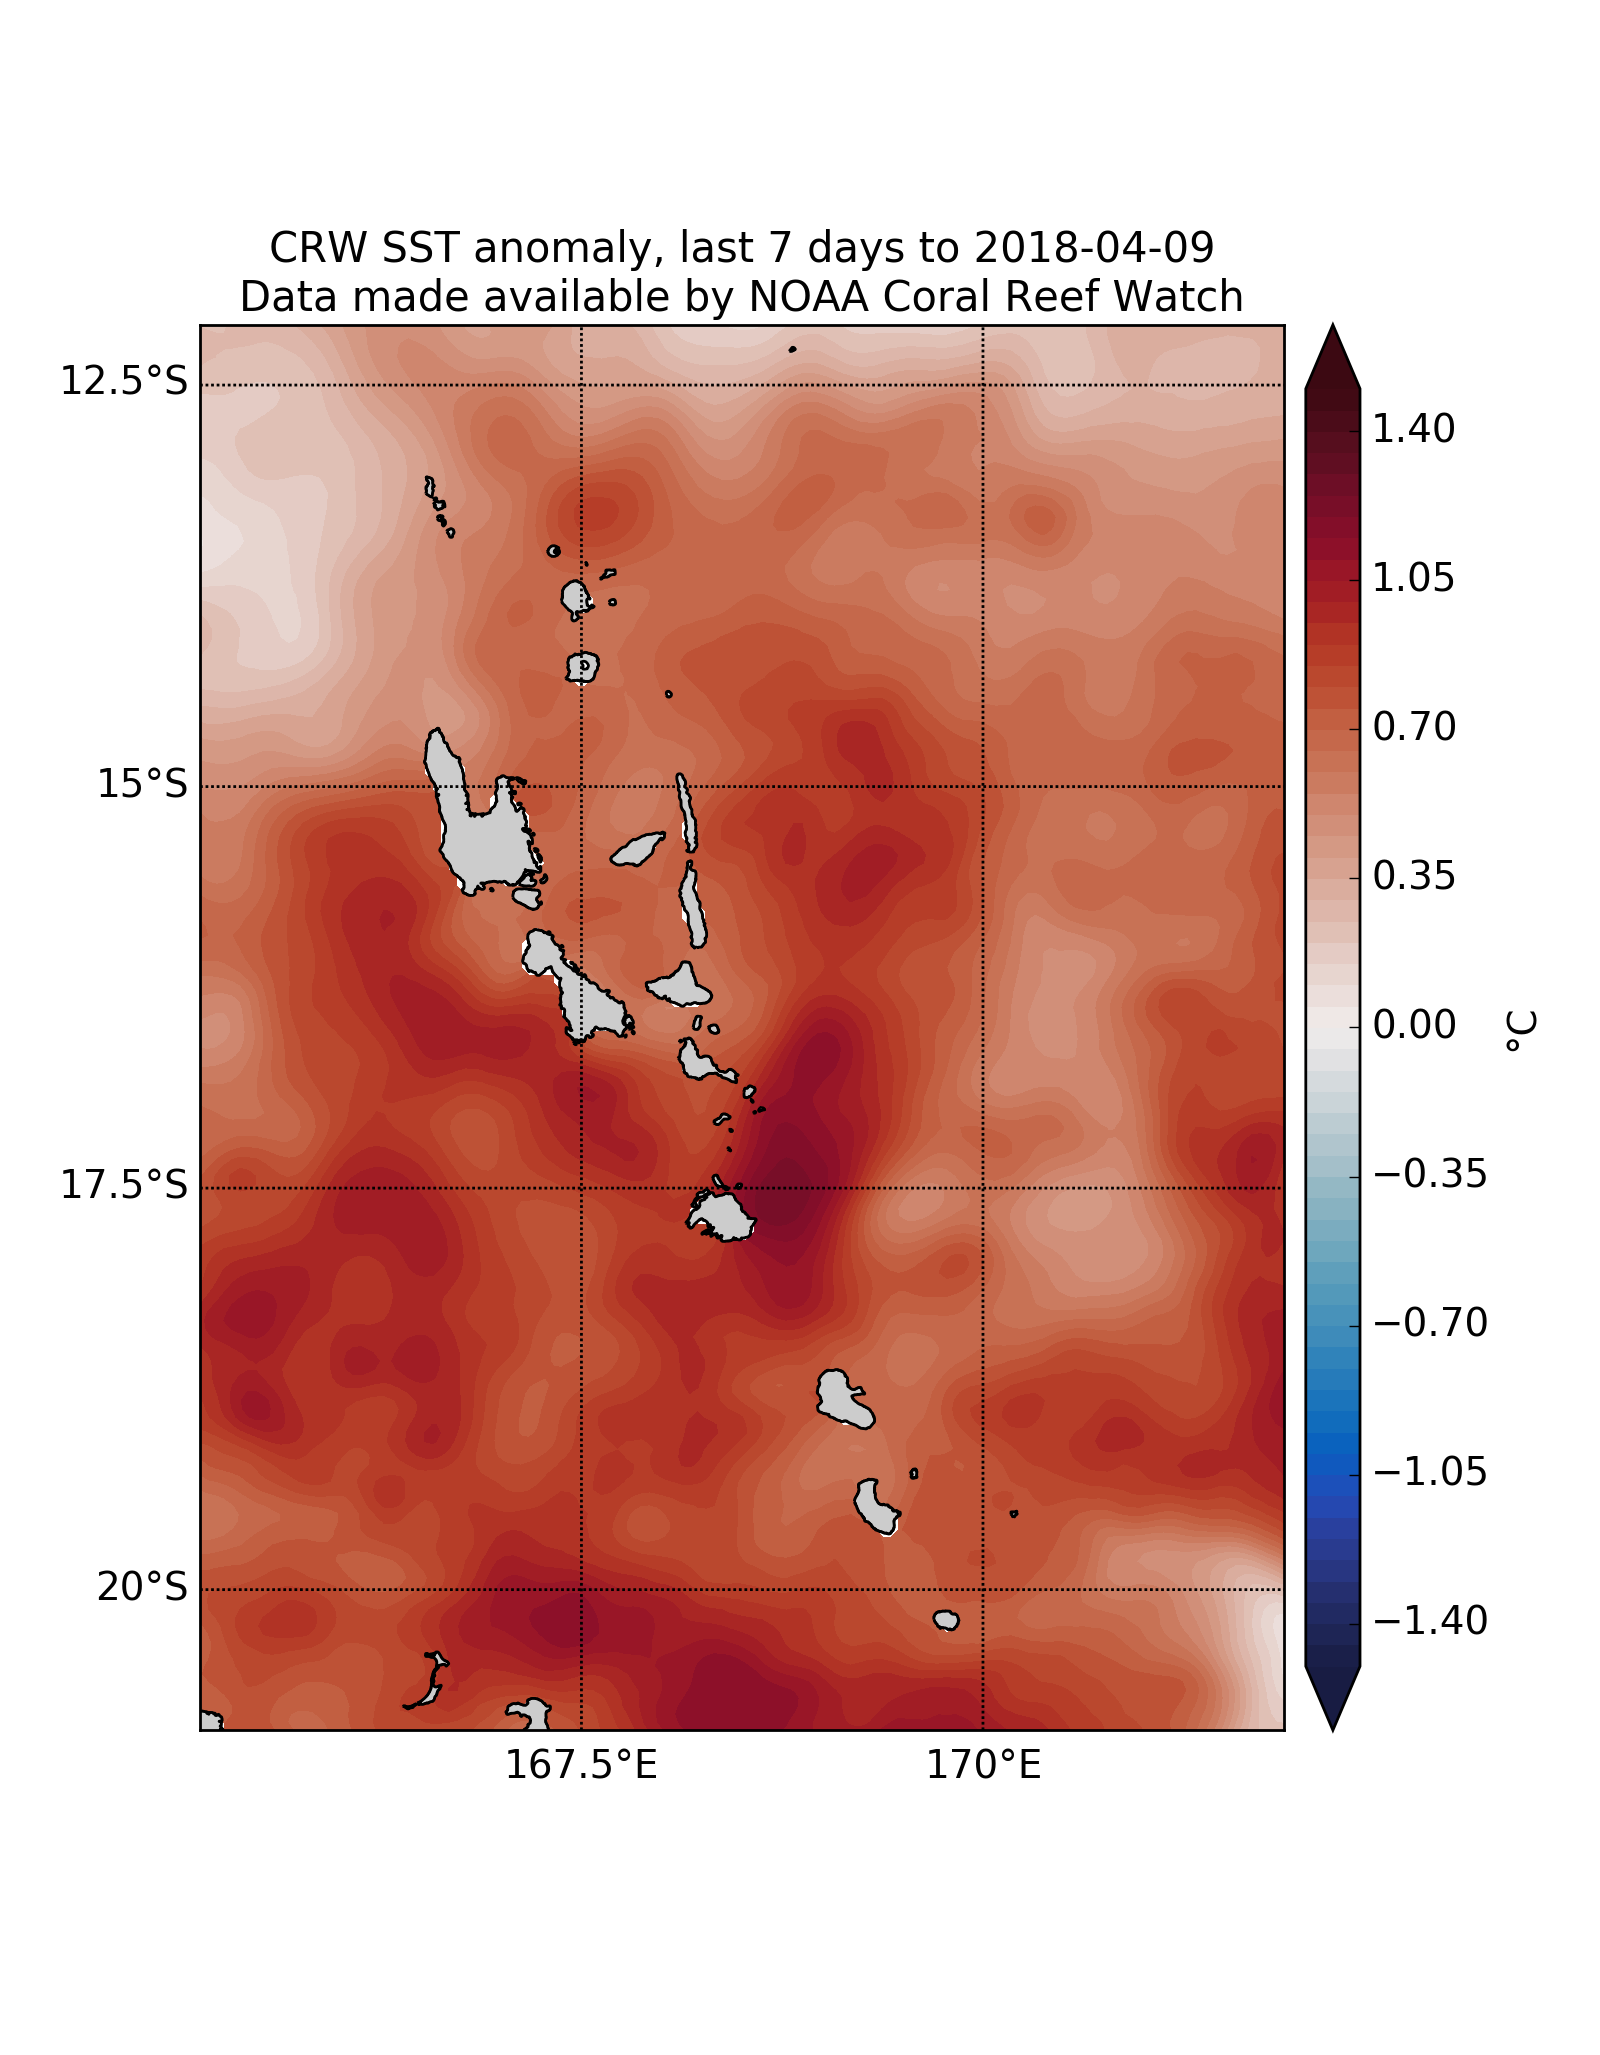 CRW SST anomaly, last 7 days to 2018-04-09
Data made available by NOAA Coral Reef Watch
12.5°S
15°S
17.5°S
20°S
167.5°E
170°E
1.40
1.05
0.70
0.35
0.00
−0.35
−0.70
−1.05
−1.40
°C